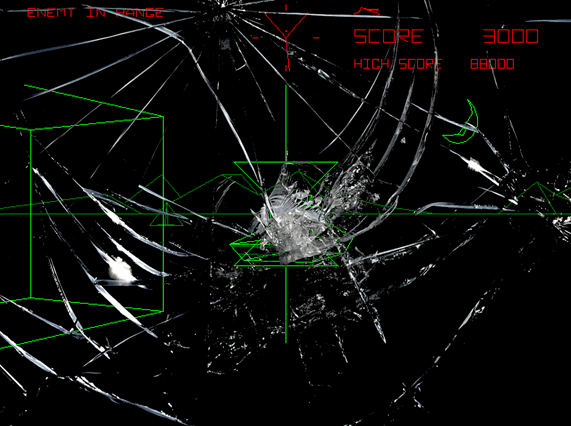 ENEMY IN RANGE
SCORE 3000
HIGH SCORE 88000